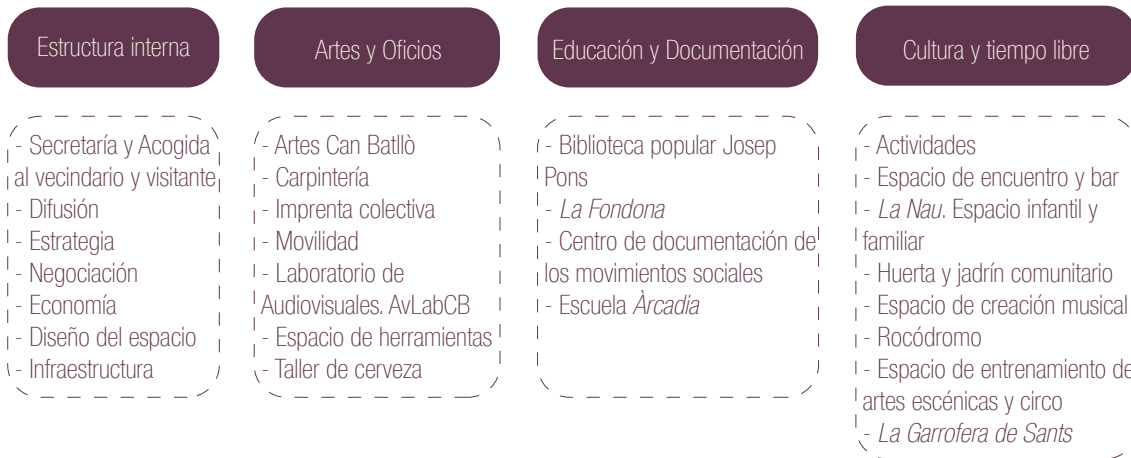 Estructura interna
- Secretaría y Acogida
al vecindario y visitante
- Difusión
- Estrategia
- Negociación
- Economía
- Diseño del espacio
- Infraestructura
Artes y Oficios
- Artes Can Batllò
- Carpintería
- Imprenta colectiva
- Movilidad
- Laboratorio de
Audiovisuales. AvLabCB
- Espacio de herramientas
- Taller de cerveza
Educación y Documentación
- Biblioteca popular Josep
Pons
- La Fondona
- Centro de documentación de
los movimientos sociales
- Escuela Àrcadia
Cultura y tiempo libre
- Actividades
- Espacio de encuentro y bar
- La Nau. Espacio infantil y
familiar
- Huerta y jadrín comunitario
- Espacio de creación musical
- Rocódromo
- Espacio de entrenamiento de
artes escénicas y circo
- La Garrofera de Sants